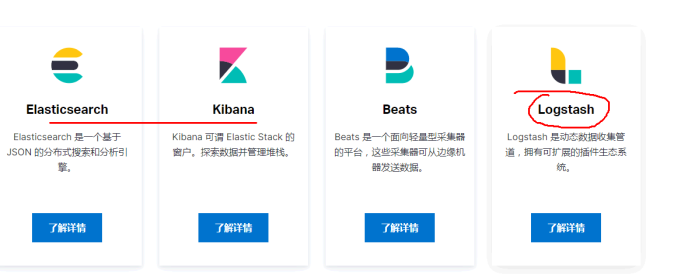 Elasticsearch
Elasticsearch 是一个基于
JSON 的分布式搜索和分析引
擎。
了解详情
Kibana
Kibana 可谓 Elastic Stack 的
窗户。探索数据并管理堆栈。
了解详情
Beats
Beats 是一个面向轻量型采集器
的平台，这些采集器可从边缘机
器发送数据。
了解详情
Logstash
Logstash 是动态数据收集管
道，拥有可扩展的插件生态系
统。
了解详情